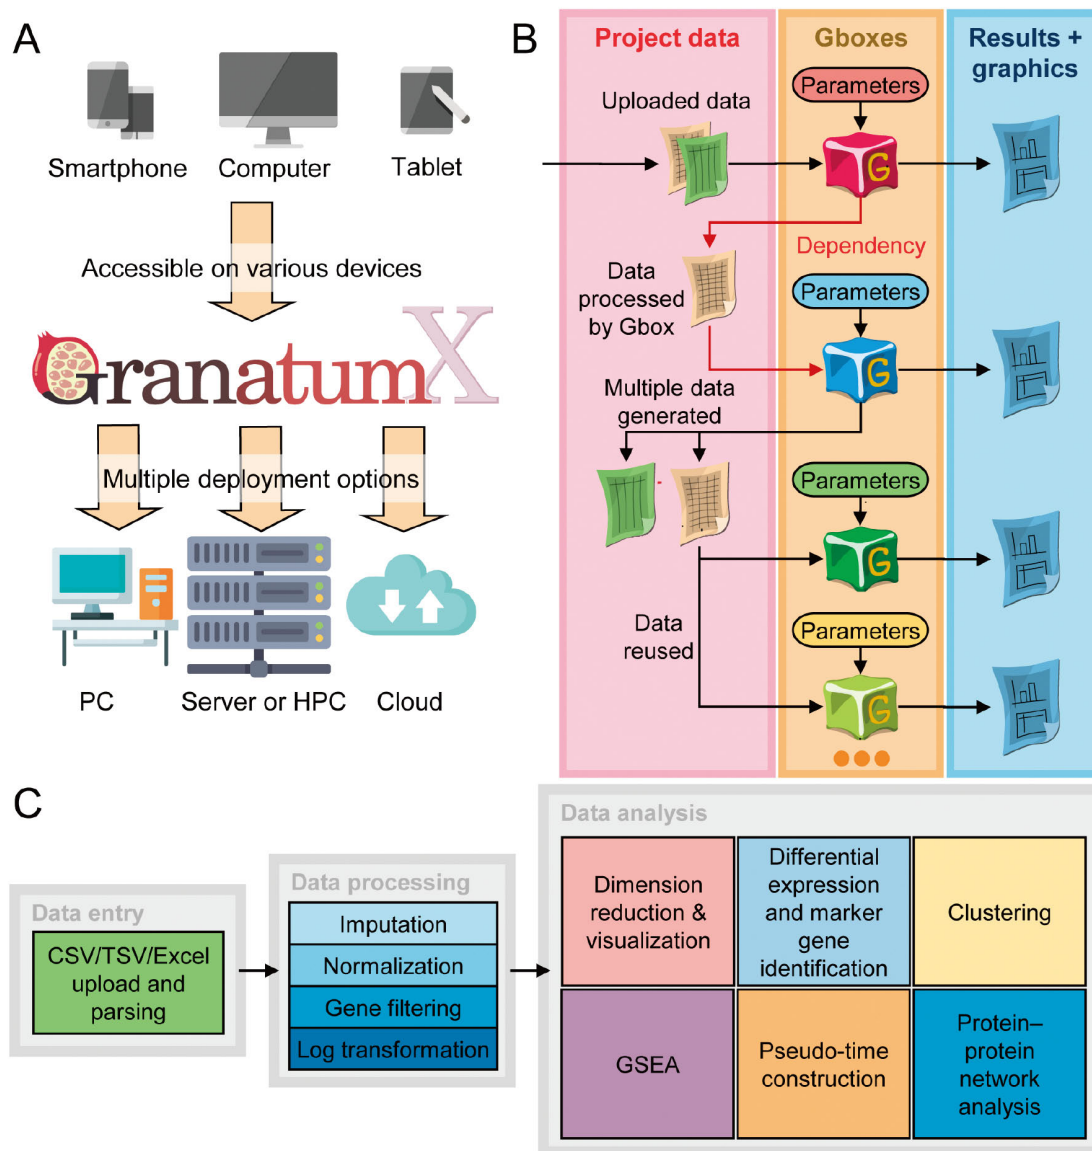 A
Smartphone
Computer
Tablet
Accessible on various devices
GranatumX
Multiple deployment options
PC
Server or HPC
Cloud
B
Project data
Gboxes
Results +
graphics
Uploaded data
Parameters
G
Dependency
Data
processed
by Gbox
Parameters
G
Multiple data
generated
Parameters
G
Data
reused
Parameters
G
C
Data entry
CSV/TSV/Excel
upload and
parsing
Data processing
Imputation
Normalization
Gene filtering
Log transformation
Data analysis
Dimension
reduction &
visualization
Differential
expression
and marker
gene
identification
Clustering
GSEA
Pseudo-time
construction
Protein–
protein
network
analysis